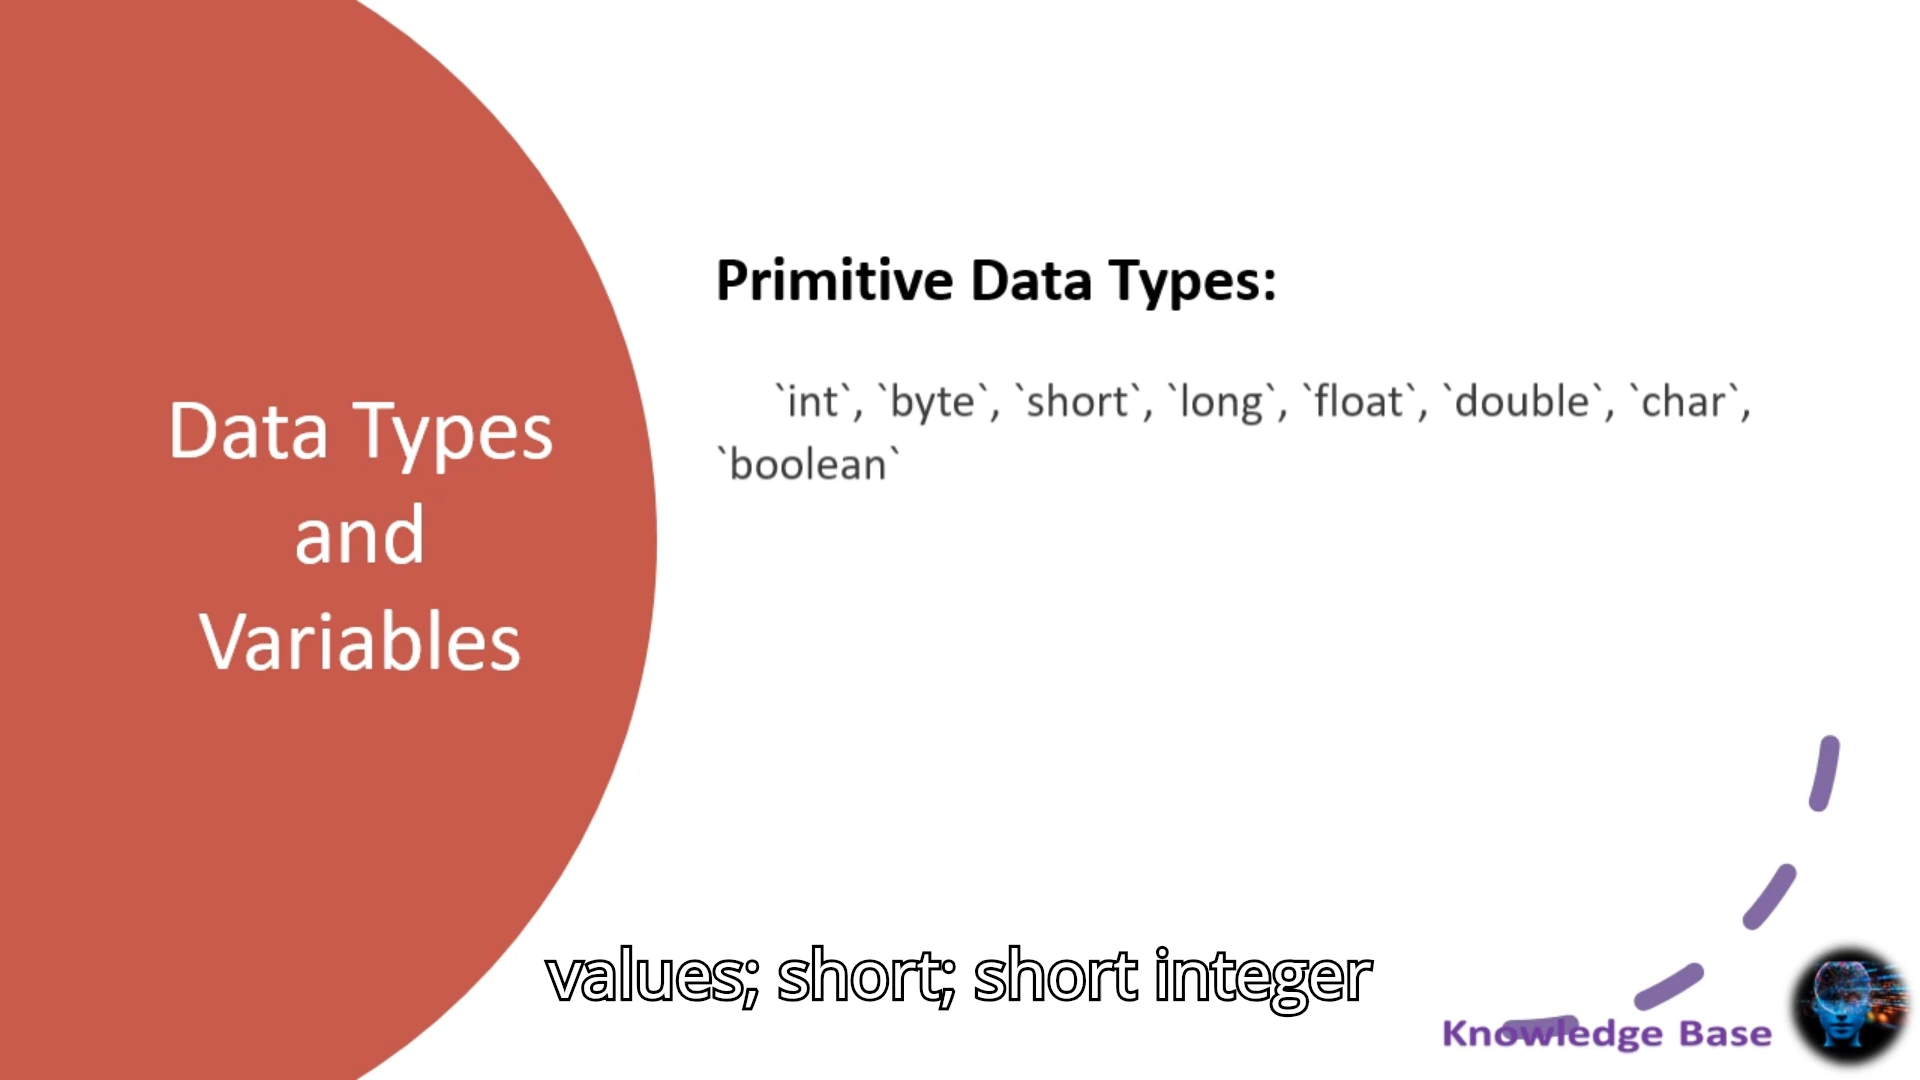 Data Types
and
Variables
Primitive Data Types:
`int`, `byte`, `short`, `long`, `float`, `double`, `char`,
`boolean`
values; short; short integer
Knowledge Base